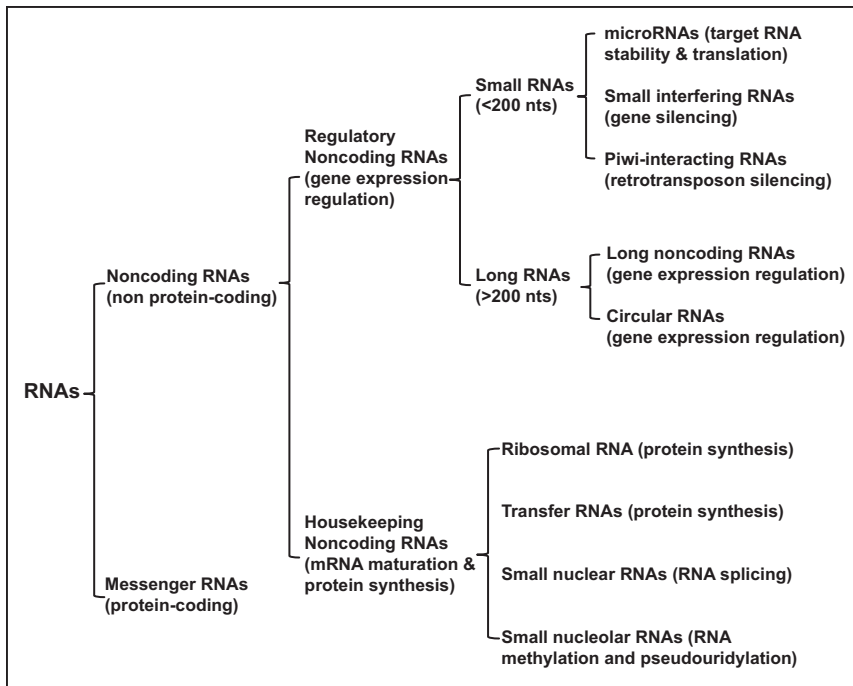 RNAs
Noncoding RNAs
(non protein-coding)
Messenger RNAs
(protein-coding)
Regulatory
Noncoding RNAs
(gene expression
regulation)
Housekeeping
Noncoding RNAs
(mRNA maturation &
protein synthesis)
Small RNAs
(<200 nts)
Long RNAs
(>200 nts)
microRNAs (target RNA
stability & translation)
Small interfering RNAs
(gene silencing)
Piwi-interacting RNAs
(retrotransposon silencing)
Long noncoding RNAs
(gene expression regulation)
Circular RNAs
(gene expression regulation)
Ribosomal RNA (protein synthesis)
Transfer RNAs (protein synthesis)
Small nuclear RNAs (RNA splicing)
Small nucleolar RNAs (RNA
methylation and pseudouridylation)